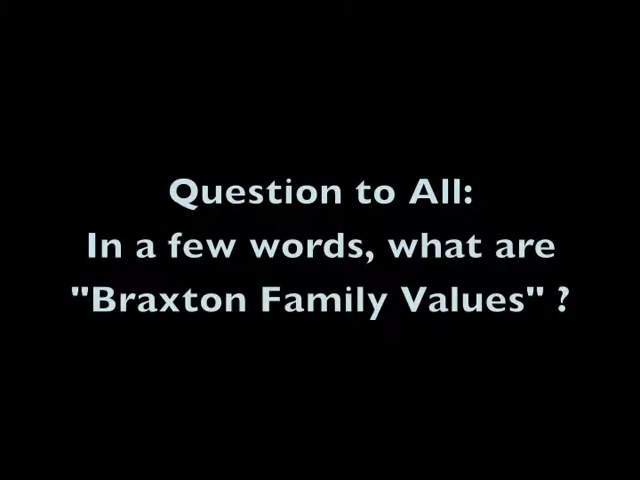 Question to All:
In a few words, what are
"Braxton Family Values" ?